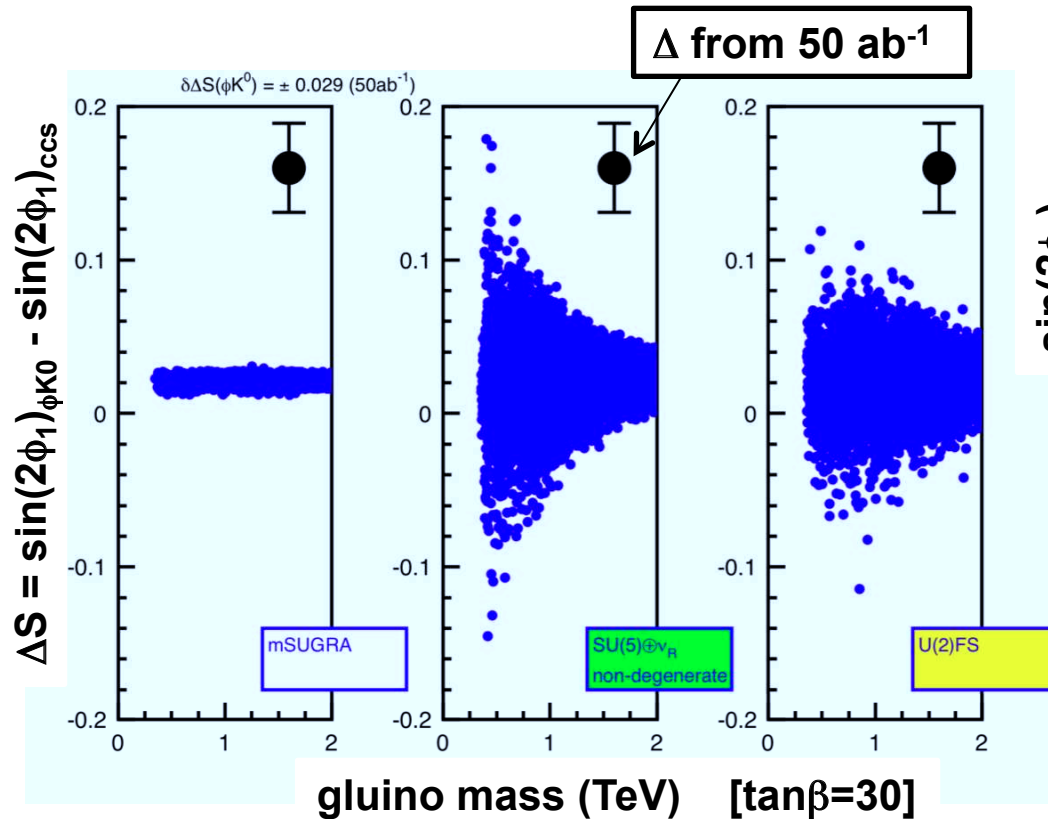 Δ from 50 ab⁻¹
δΔS(φK⁰) = ± 0.029 (50ab⁻¹)
ΔS = sin(2ϕ₁)ϕK0 - sin(2ϕ₁)ccs
0.2
0.1
0
-0.1
-0.2
0.2
0.1
0
-0.1
-0.2
0.2
0.1
0
-0.1
-0.2
mSUGRA
SU(5)⊕νR
non-degenerate
U(2)FS
0 1 2
0 1 2
0 1 2
gluino mass (TeV) [tanβ=30]